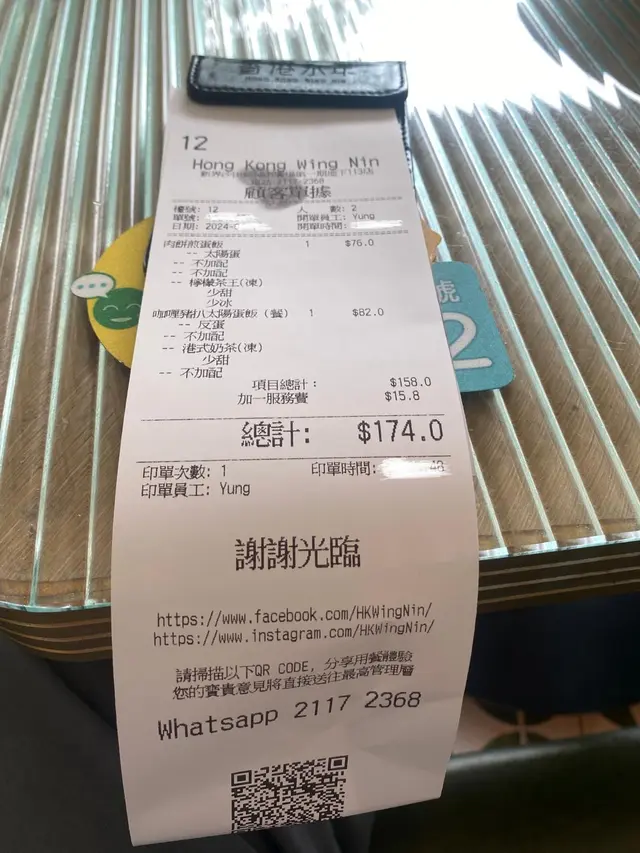 12
Hong Kong Wing Nin
2117-2368
顧客單據
檯號: 12 人 數: 2
單號: 開單員工: Yung
日期: 2024- 開單時間:
肉餅煎蛋飯 1 $76.0
-- 太陽蛋
-- 不加配
-- 不加配
-- 檸檬茶王(凍)
少甜
少冰
咖喱豬扒太陽蛋飯 (餐) 1 $82.0
-- 反蛋
-- 不加配
-- 港式奶茶(凍)
少甜
-- 不加配
項目總計: $158.0
加一服務費 $15.8
總計: $174.0
印單次數: 1 印單時間:
印單員工: Yung
謝謝光臨
https://www.facebook.com/HKWingNin/
https://www.instagram.com/HKWingNin/
請掃描以下QR CODE, 分享用餐體驗
您的寶貴意見將直接送往最高管理層
Whatsapp 2117 2368
號
2